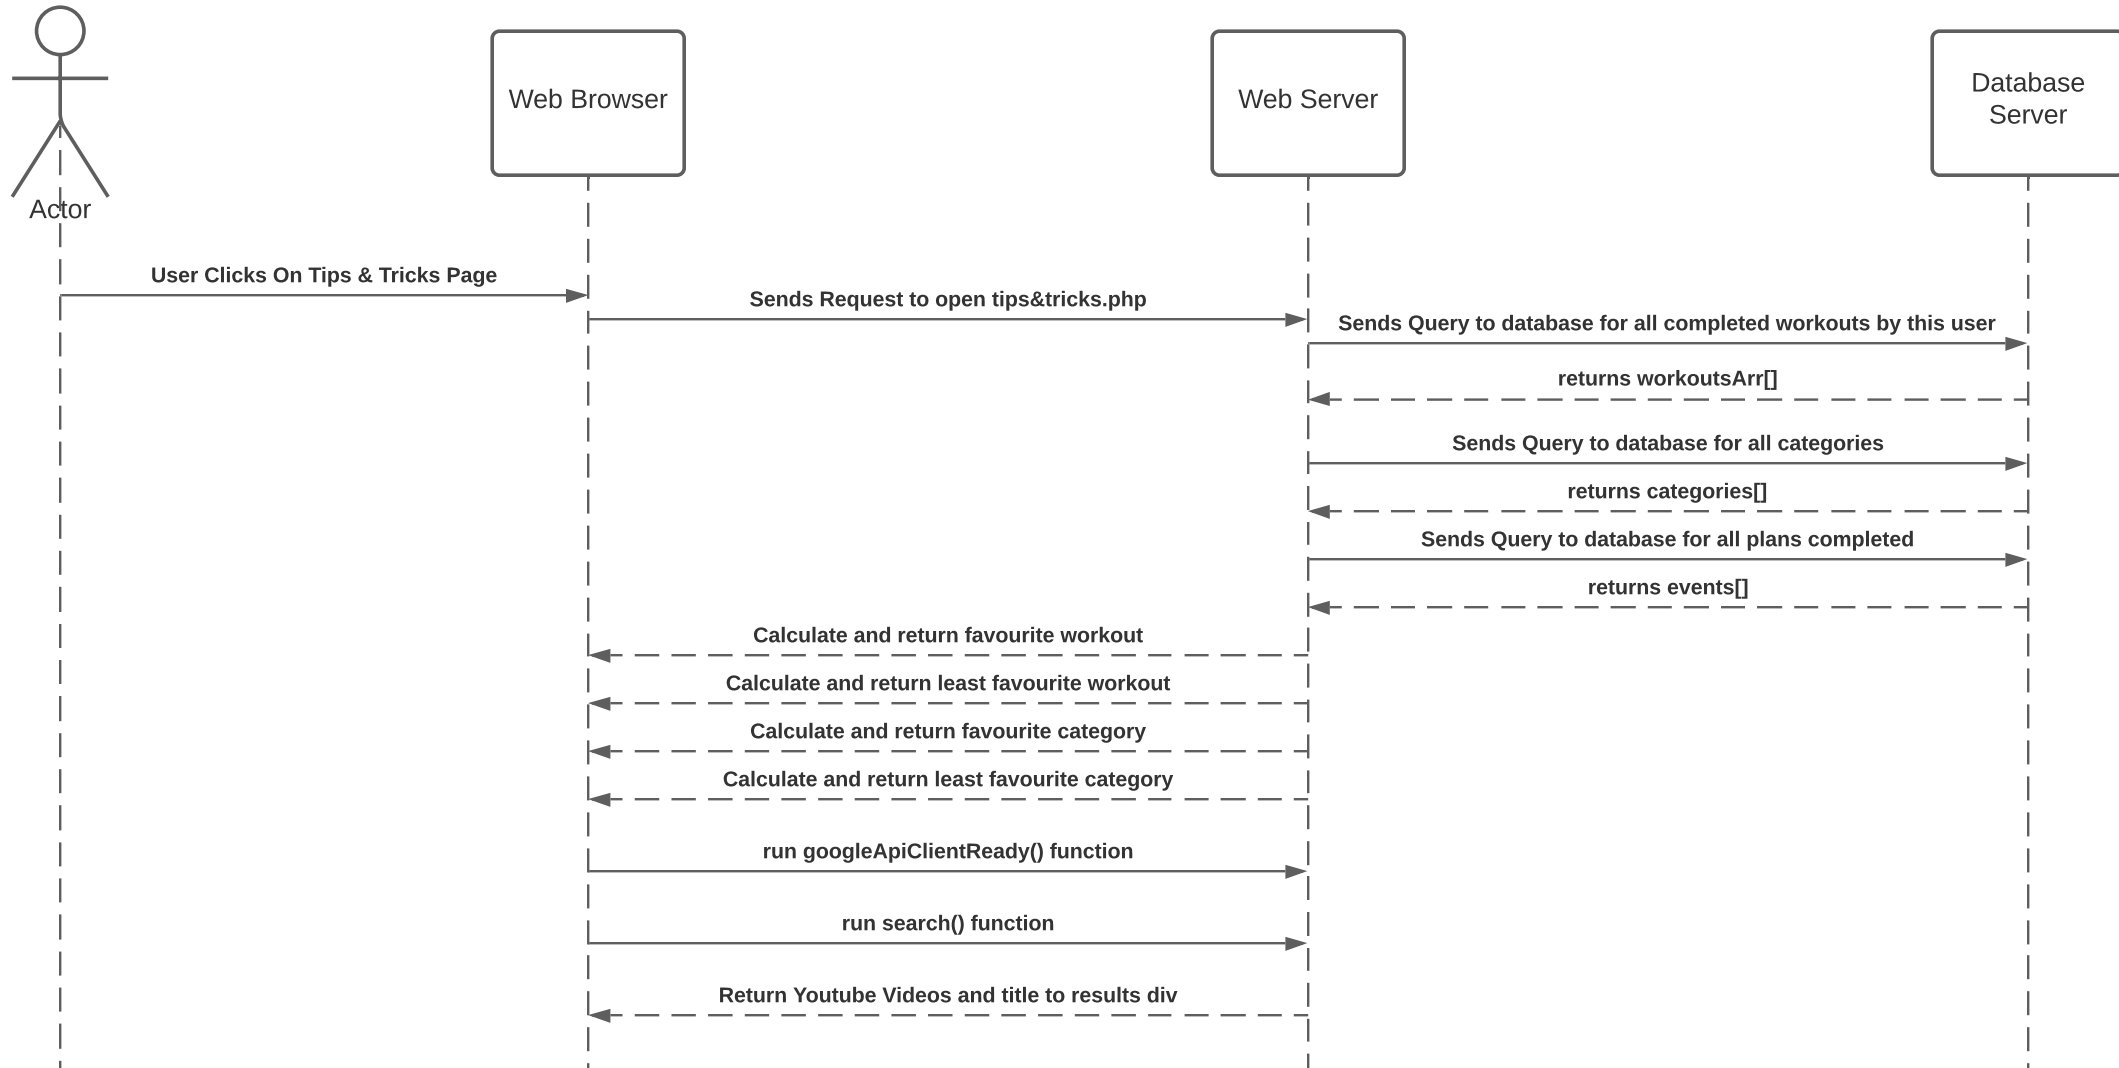 Actor
Web Browser
Web Server
Database
Server
User Clicks On Tips & Tricks Page
Sends Request to open tips&tricks.php
Sends Query to database for all completed workouts by this user
returns workoutsArr[]
Sends Query to database for all categories
returns categories[]
Sends Query to database for all plans completed
returns events[]
Calculate and return favourite workout
Calculate and return least favourite workout
Calculate and return favourite category
Calculate and return least favourite category
run googleApiClientReady() function
run search() function
Return Youtube Videos and title to results div